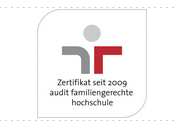 Zertifikat seit 2009
audit familiengerechte
hochschule